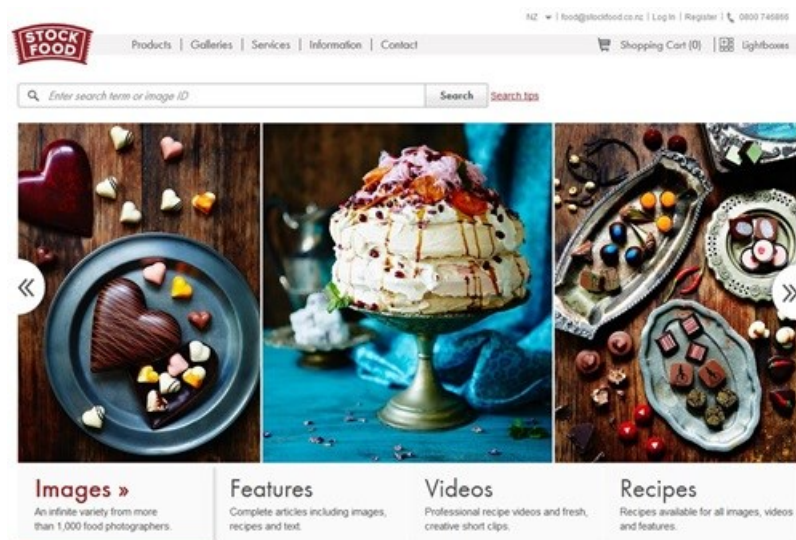 NZ | food@stockfood.co.nz | Log In | Register | 0800 746866
STOCK
FOOD
Products | Galleries | Services | Information | Contact
Shopping Cart (0) | Lightboxes
Enter search term or image ID
Search
Search tips
Images »
An infinite variety from more
than 1,000 food photographers.
Features
Complete articles including images,
recipes and text.
Videos
Professional recipe videos and fresh,
creative short clips.
Recipes
Recipes available for all images, videos
and features.